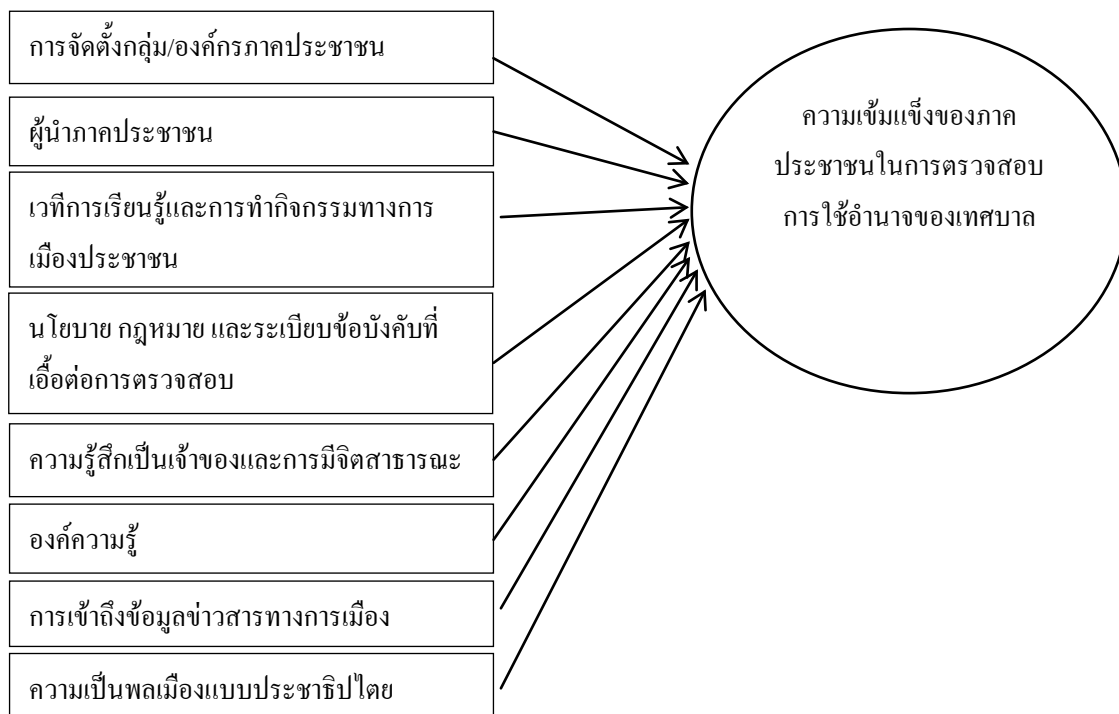 การจัดตั้งกลุ่ม/องค์กรภาคประชาชน
ผู้นำภาคประชาชน
เวทีการเรียนรู้และการทำกิจกรรมทางการ
เมืองประชาชน
นโยบาย กฎหมาย และระเบียบข้อบังคับที่
เอื้อต่อการตรวจสอบ
ความรู้สึกเป็นเจ้าของและการมีจิตสาธารณะ
องค์ความรู้
การเข้าถึงข้อมูลข่าวสารทางการเมือง
ความเป็นพลเมืองแบบประชาธิปไตย
ความเข้มแข็งของภาค
ประชาชนในการตรวจสอบ
การใช้อำนาจของเทศบาล